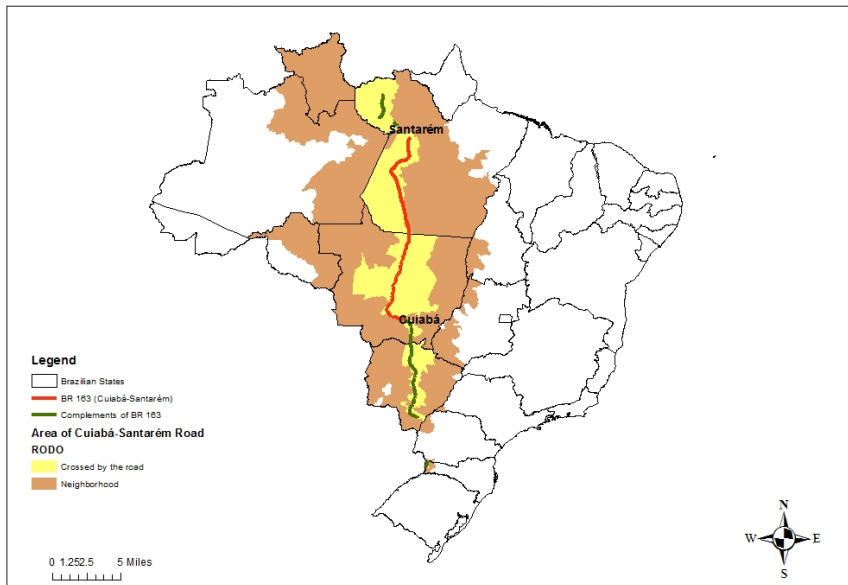 Santarém
Cuiabá
Legend
Brazilian States
BR 163 (Cuiabá-Santarém)
Complements of BR 163
Area of Cuiabá-Santarém Road
RODO
Crossed by the road
Neighborhood
0 1.252.5 5 Miles
N
W E
S